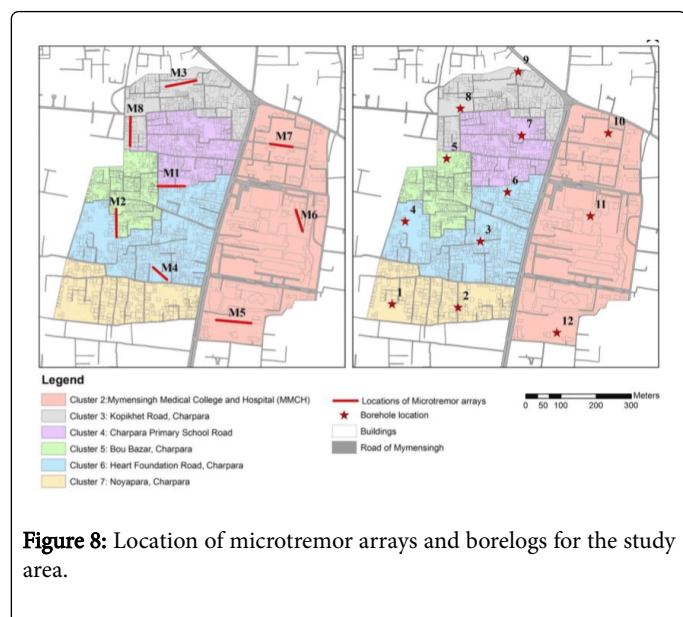 M3
M8
M7
M1
M2
M6
M4
M5
9
8
10
7
5
6
11
4
3
1
2
12
Legend
Cluster 2:Mymensingh Medical College and Hospital (MMCH)
Cluster 3: Kopikhet Road, Charpara
Cluster 4: Charpara Primary School Road
Cluster 5: Bou Bazar, Charpara
Cluster 6: Heart Foundation Road, Charpara
Cluster 7: Noyapara, Charpara
Locations of Microtremor arrays
Borehole location
Buildings
Road of Mymensingh
Meters
0 50 100 200 300
Figure 8: Location of microtremor arrays and borelogs for the study
area.